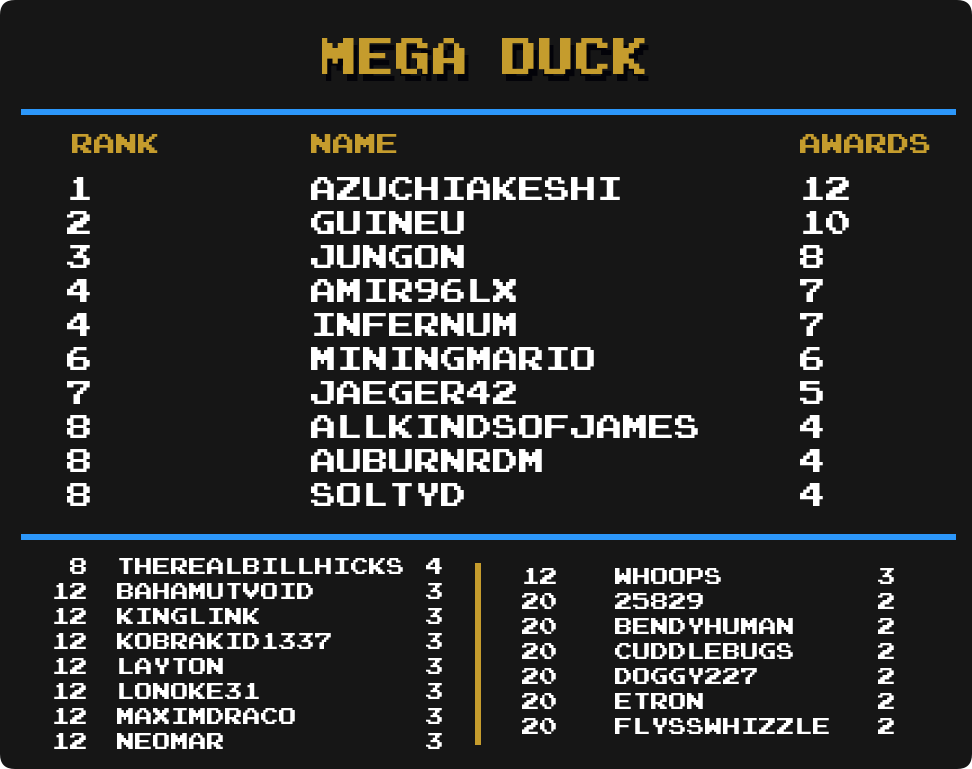 MEGA DUCK
RANK NAME AWARDS
1 AZUCHIAKESHI 12
2 GUINEU 10
3 JUNGON 8
4 AMIR96LX 7
4 INFERNUM 7
6 MININGMARIO 6
7 JAEGER42 5
8 ALLKINDSOFJAMES 4
8 AUBURNRDM 4
8 SOLTYD 4
8 THEREALBILLHICKS 4
12 BAHAMUTVOID 3
12 KINGLINK 3
12 KOBRAKID1337 3
12 LAYTON 3
12 LONOKE31 3
12 MAXIMDRACO 3
12 NEOMAR 3
12 WHOOPS 3
20 25829 2
20 BENDYHUMAN 2
20 CUDDLEBUGS 2
20 DOGGY227 2
20 ETRON 2
20 FLYSSWHIZZLE 2